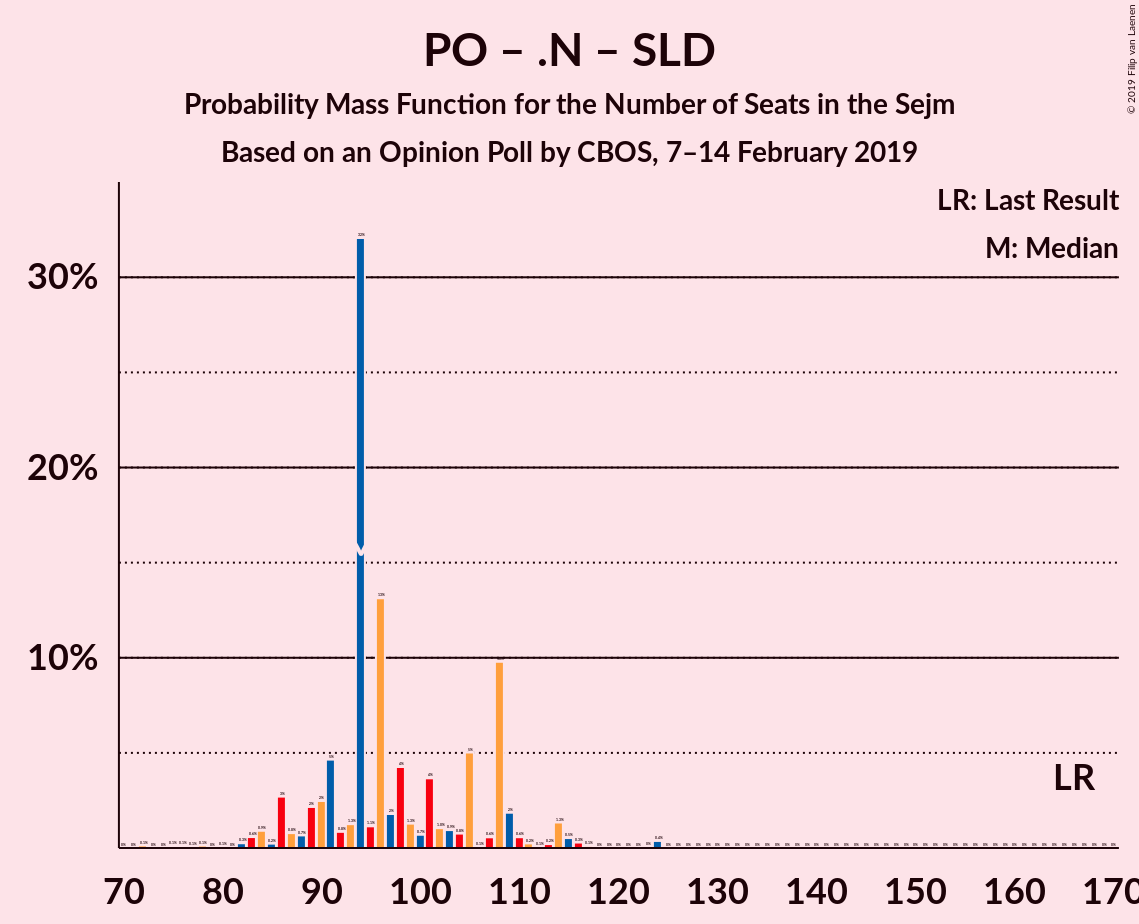 PO – .N – SLD
Probability Mass Function for the Number of Seats in the Sejm
Based on an Opinion Poll by CBOS, 7–14 February 2019
© 2019 Filip van Laenen
LR: Last Result
M: Median
30%
20%
10%
M
LR
70 80 90 100 110 120 130 140 150 160 170